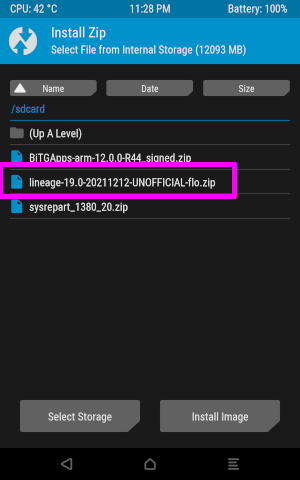 CPU: 42 °C 11:28 PM Battery: 100%
Install Zip
Select File from Internal Storage (12093 MB)
Name Date Size
/sdcard
(Up A Level)
BiTGApps-arm-12.0.0-R44_signed.zip
lineage-19.0-20211212-UNOFFICIAL-flo.zip
sysrepart_1380_20.zip
Select Storage Install Image